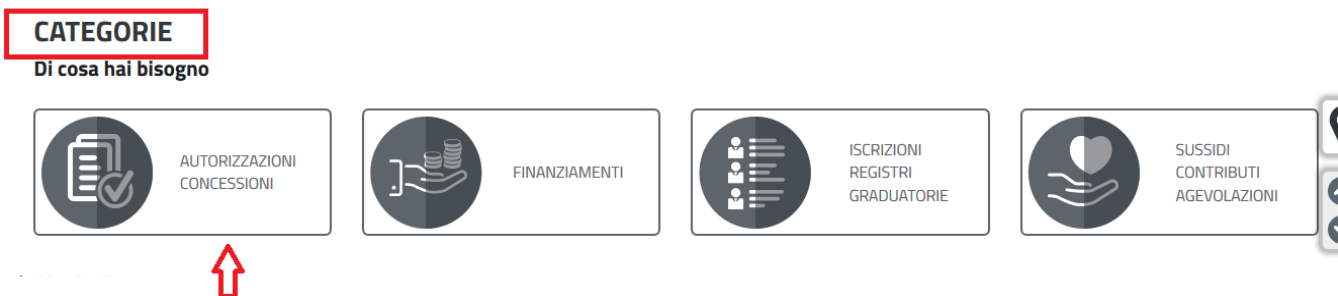 CATEGORIE
Di cosa hai bisogno
AUTORIZZAZIONI
CONCESSIONI
FINANZIAMENTI
ISCRIZIONI
REGISTRI
GRADUATORIE
SUSSIDI
CONTRIBUTI
AGEVOLAZIONI